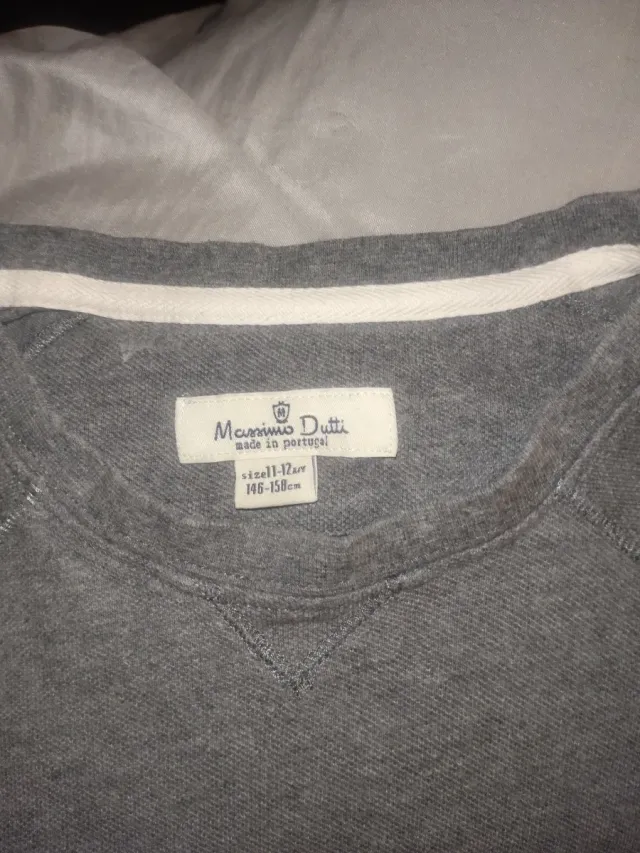 M
Massimo Dutti
made in portugal
size11-12A/Y
146-158cm